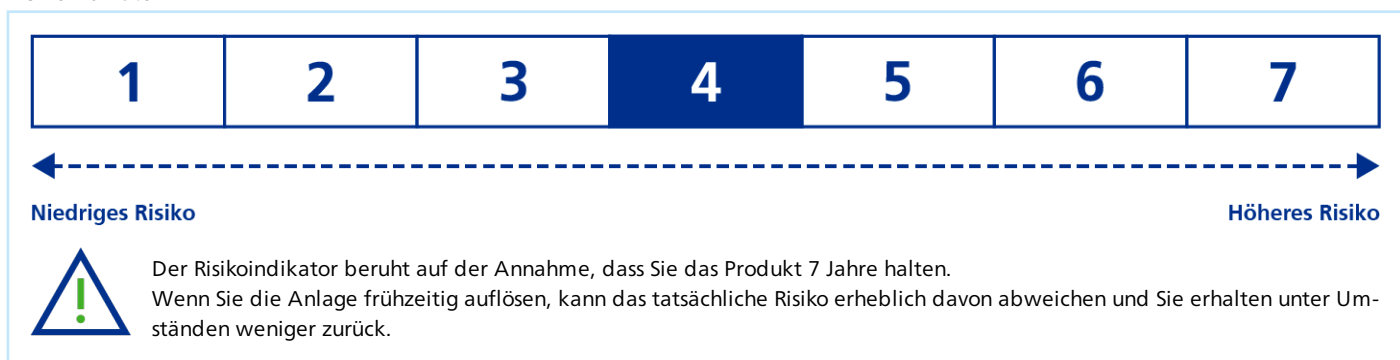 1 2 3 4 5 6 7
Niedriges Risiko Höheres Risiko
Der Risikoindikator beruht auf der Annahme, dass Sie das Produkt 7 Jahre halten.
Wenn Sie die Anlage frühzeitig auflösen, kann das tatsächliche Risiko erheblich davon abweichen und Sie erhalten unter Um-
ständen weniger zurück.